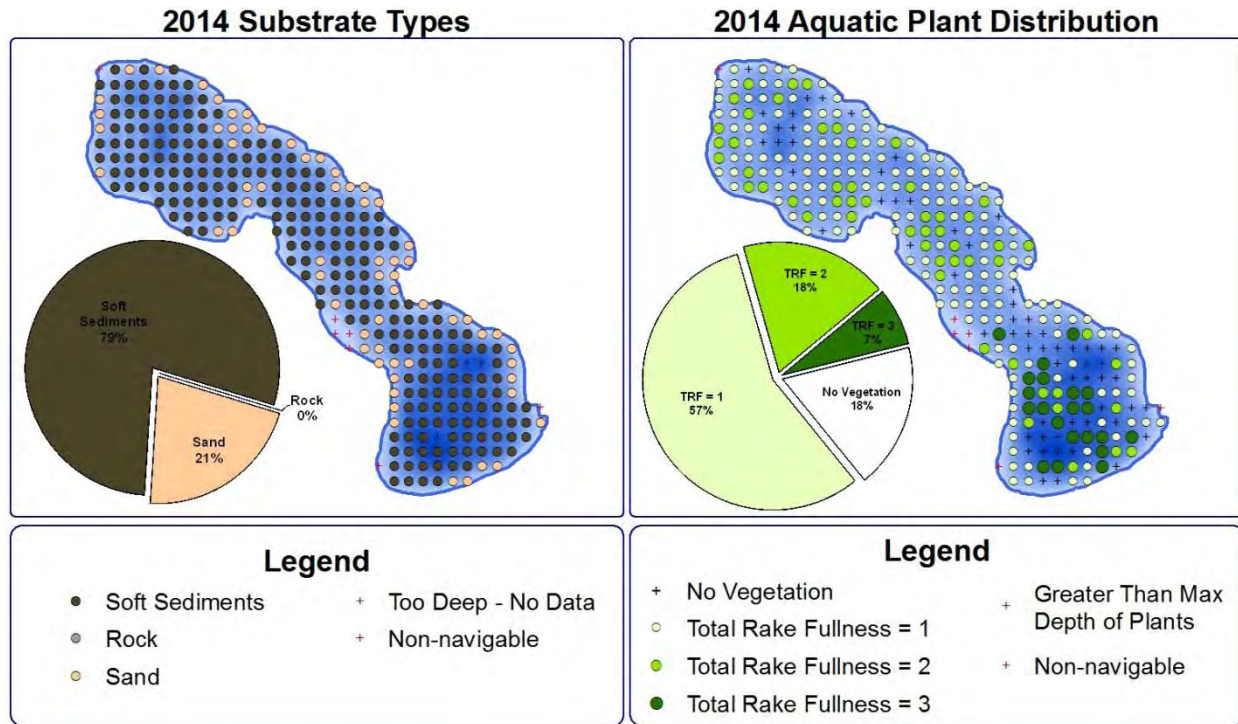 2014 Substrate Types
Soft
Sediments
79%
Rock
0%
Sand
21%
Legend
Soft Sediments
Rock
Sand
+ Too Deep - No Data
+ Non-navigable
2014 Aquatic Plant Distribution
TRF = 2
18%
TRF = 3
7%
TRF = 1
57%
No Vegetation
18%
Legend
+ No Vegetation
Total Rake Fullness = 1
Total Rake Fullness = 2
Total Rake Fullness = 3
+ Greater Than Max
Depth of Plants
+ Non-navigable